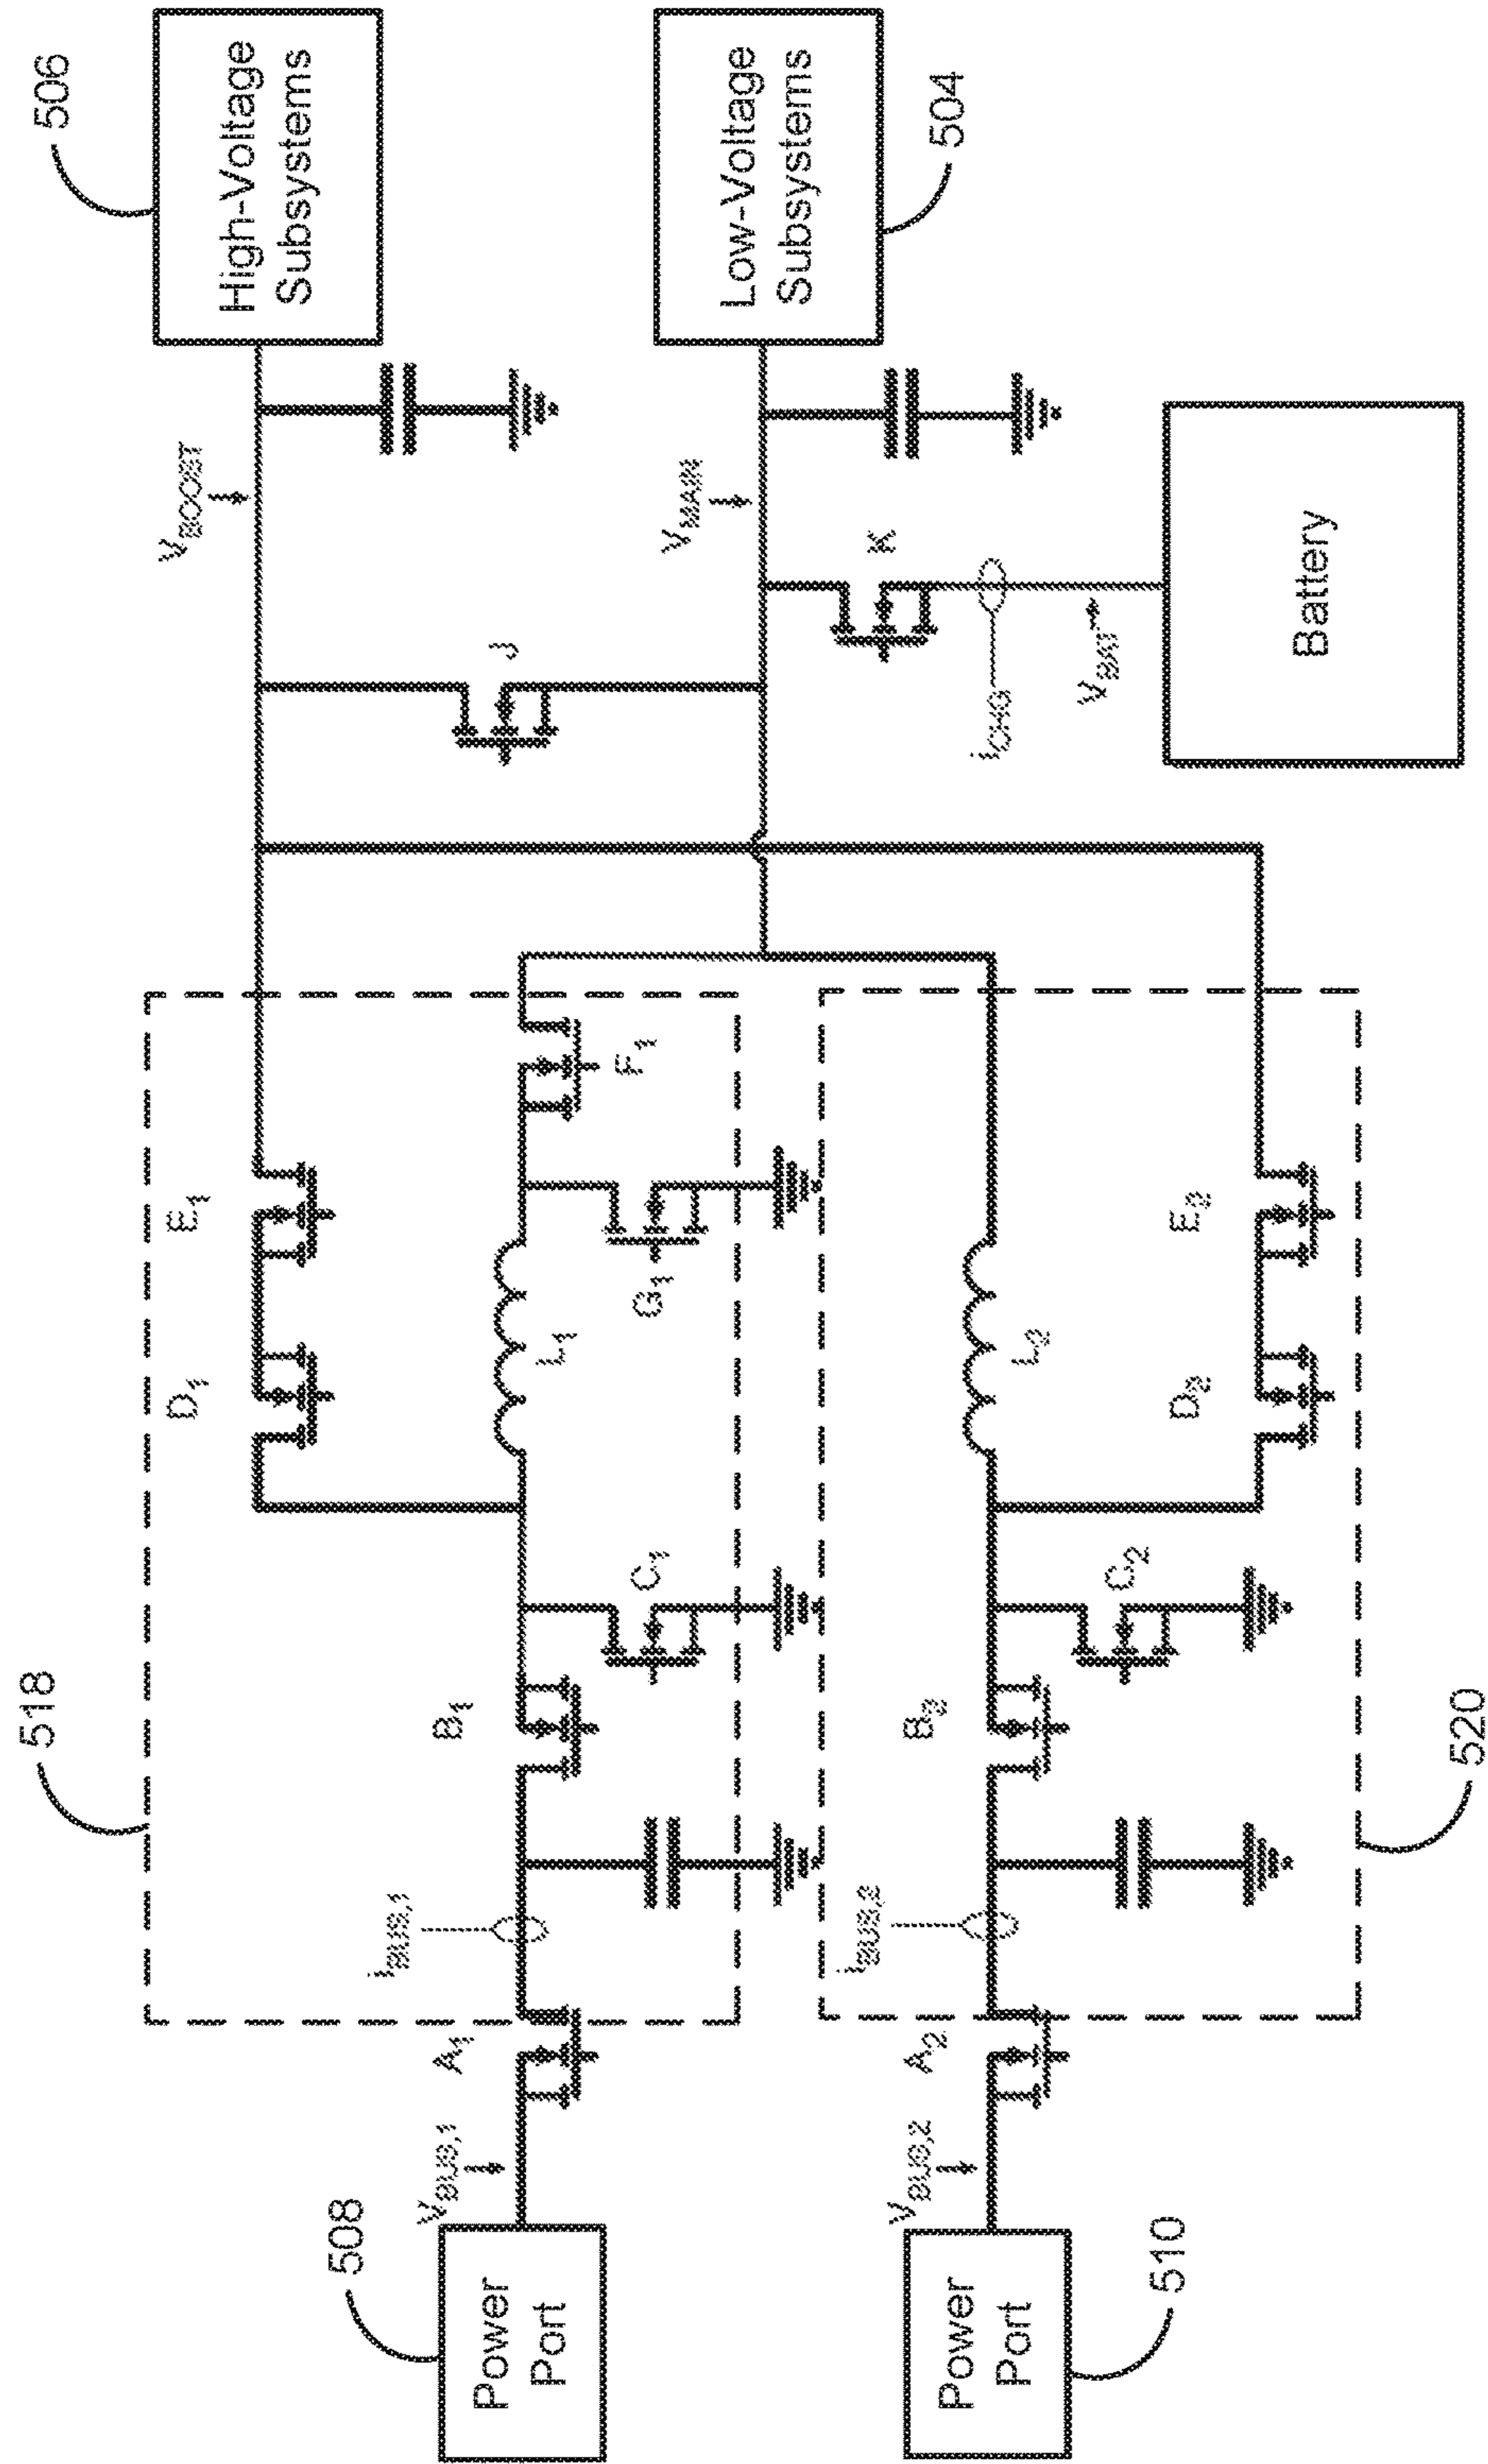 506
High-Voltage
Subsystems
V_BOOST
504
Low-Voltage
Subsystems
V_MAIN
J
K
i_CHG
V_BAT
Battery
518
D₁
E₁
L₁
F₁
G₁
C₁
B₁
i_BUS,1
A₁
V_BUS,1
508
Power
Port
L₂
D₂
E₂
C₂
B₂
i_BUS,2
A₂
V_BUS,2
520
510
Power
Port